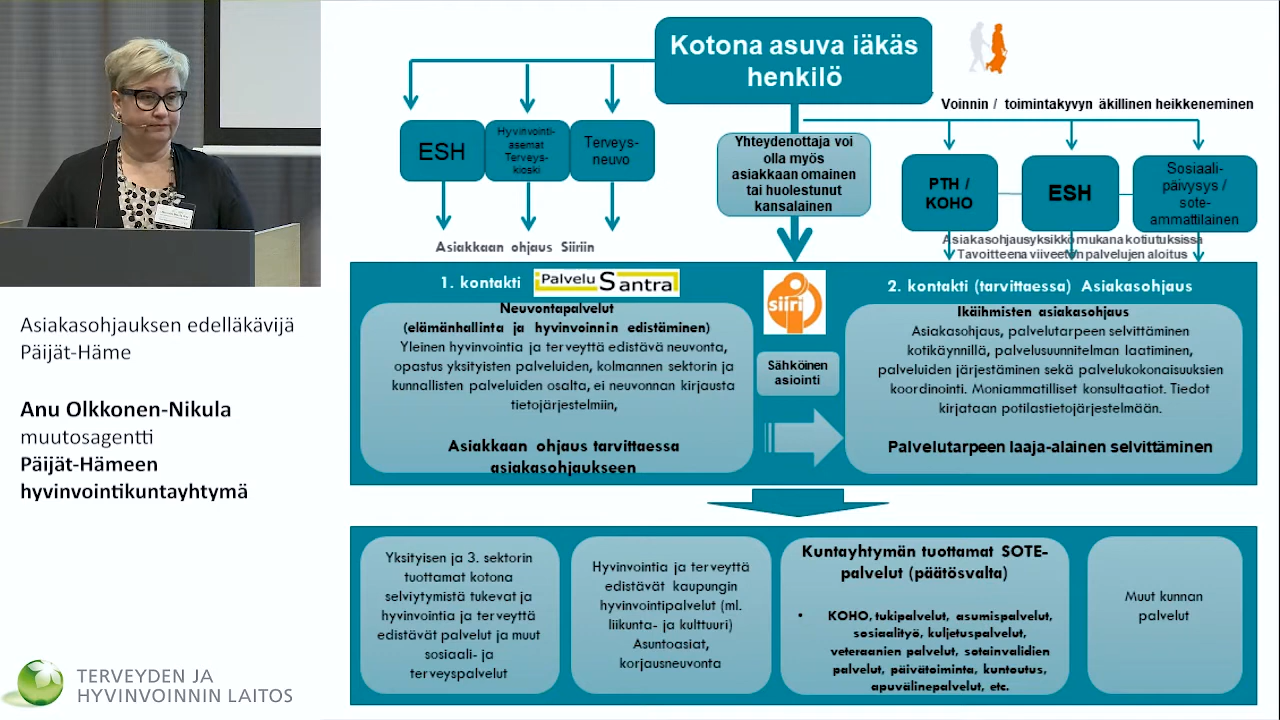 Kotona asuva iäkäs
henkilö
Voinnin / toimintakyvyn äkillinen heikkeneminen
ESH
Hyvinvointi-
asemat
Terveys-
kioski
Terveys-
neuvo
Yhteydenottaja voi
olla myös
asiakkaan omainen
tai huolestunut
kansalainen
PTH /
KOHO
ESH
Sosiaali-
päivysys /
sote-
ammattilainen
Asiakkaan ohjaus Siiriin
Asiakasohjausyksikkö mukana kotiutuksissa
Tavoitteena viiveetön palvelujen aloitus
1. kontakti
Palvelu Santra
siiri
2. kontakti (tarvittaessa) Asiakasohjaus
Neuvontapalvelut
(elämänhallinta ja hyvinvoinnin edistäminen)
Yleinen hyvinvointia ja terveyttä edistävä neuvonta,
opastus yksityisten palveluiden, kolmannen sektorin ja
kunnallisten palveluiden osalta, ei neuvonnan kirjausta
tietojärjestelmiin,
Asiakkaan ohjaus tarvittaessa
asiakasohjaukseen
Sähköinen
asiointi
Ikäihmisten asiakasohjaus
Asiakasohjaus, palvelutarpeen selvittäminen
kotikäynnillä, palvelusuunnitelman laatiminen,
palveluiden järjestäminen sekä palvelukokonaisuuksien
koordinointi. Moniammatilliset konsultaatiot. Tiedot
kirjataan potilastietojärjestelmään.
Palvelutarpeen laaja-alainen selvittäminen
Yksityisen ja 3. sektorin
tuottamat kotona
selviytymistä tukevat ja
hyvinvointia ja terveyttä
edistävät palvelut ja muut
sosiaali- ja
terveyspalvelut
Hyvinvointia ja terveyttä
edistävät kaupungin
hyvinvointipalvelut (ml.
liikunta- ja kulttuuri)
Asuntoasiat,
korjausneuvonta
Kuntayhtymän tuottamat SOTE-
palvelut (päätösvalta)
• KOHO, tukipalvelut, asumispalvelut,
sosiaalityö, kuljetuspalvelut,
veteraanien palvelut, sotainvalidien
palvelut, päivätoiminta, kuntoutus,
apuvälinepalvelut, etc.
Muut kunnan
palvelut
Asiakasohjauksen edelläkävijä
Päijät-Häme
Anu Olkkonen-Nikula
muutosagentti
Päijät-Hämeen
hyvinvointikuntayhtymä
TERVEYDEN JA
HYVINVOINNIN LAITOS